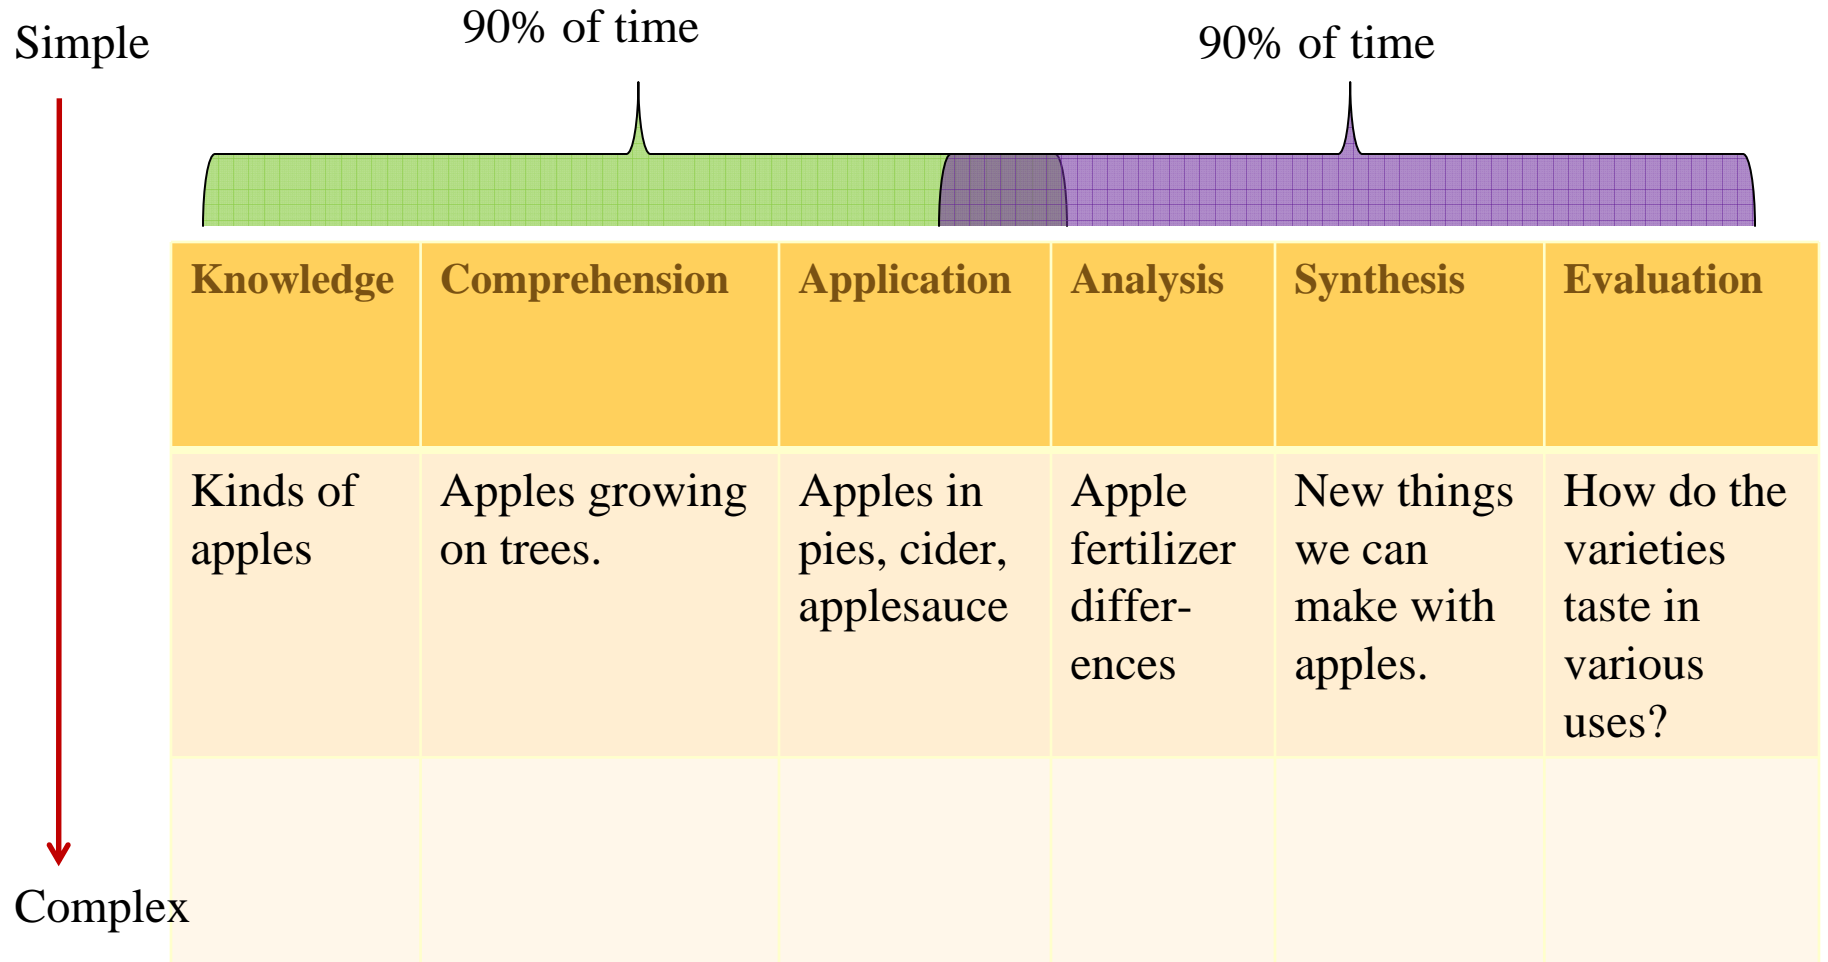 Simple
90% of time
90% of time
Knowledge
Comprehension
Application
Analysis
Synthesis
Evaluation
Kinds of
apples
Apples growing
on trees.
Apples in
pies, cider,
applesauce
Apple
fertilizer
differ-
ences
New things
we can
make with
apples.
How do the
varieties
taste in
various
uses?
Complex